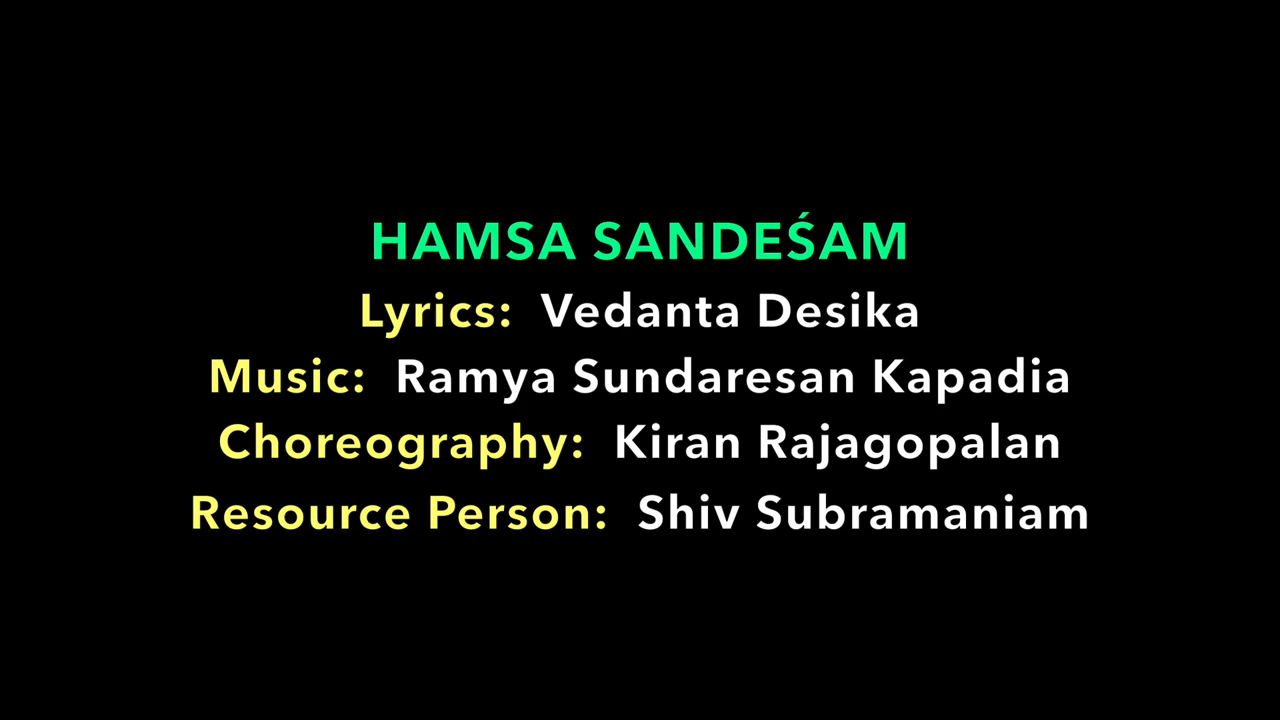 HAMSA SANDEŚAM
Lyrics: Vedanta Desika
Music: Ramya Sundaresan Kapadia
Choreography: Kiran Rajagopalan
Resource Person: Shiv Subramaniam